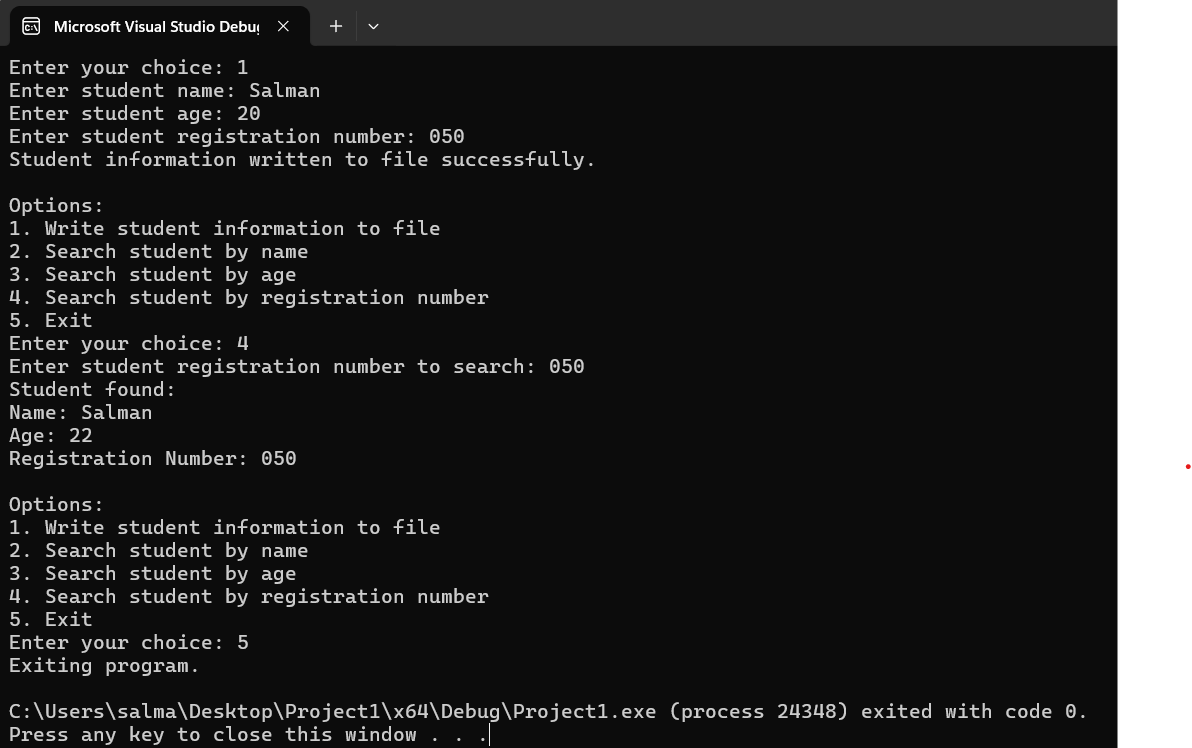 Microsoft Visual Studio Debug
Enter your choice: 1
Enter student name: Salman
Enter student age: 20
Enter student registration number: 050
Student information written to file successfully.
Options:
1. Write student information to file
2. Search student by name
3. Search student by age
4. Search student by registration number
5. Exit
Enter your choice: 4
Enter student registration number to search: 050
Student found:
Name: Salman
Age: 22
Registration Number: 050
Options:
1. Write student information to file
2. Search student by name
3. Search student by age
4. Search student by registration number
5. Exit
Enter your choice: 5
Exiting program.
C:\Users\salma\Desktop\Project1\x64\Debug\Project1.exe (process 24348) exited with code 0.
Press any key to close this window . . .